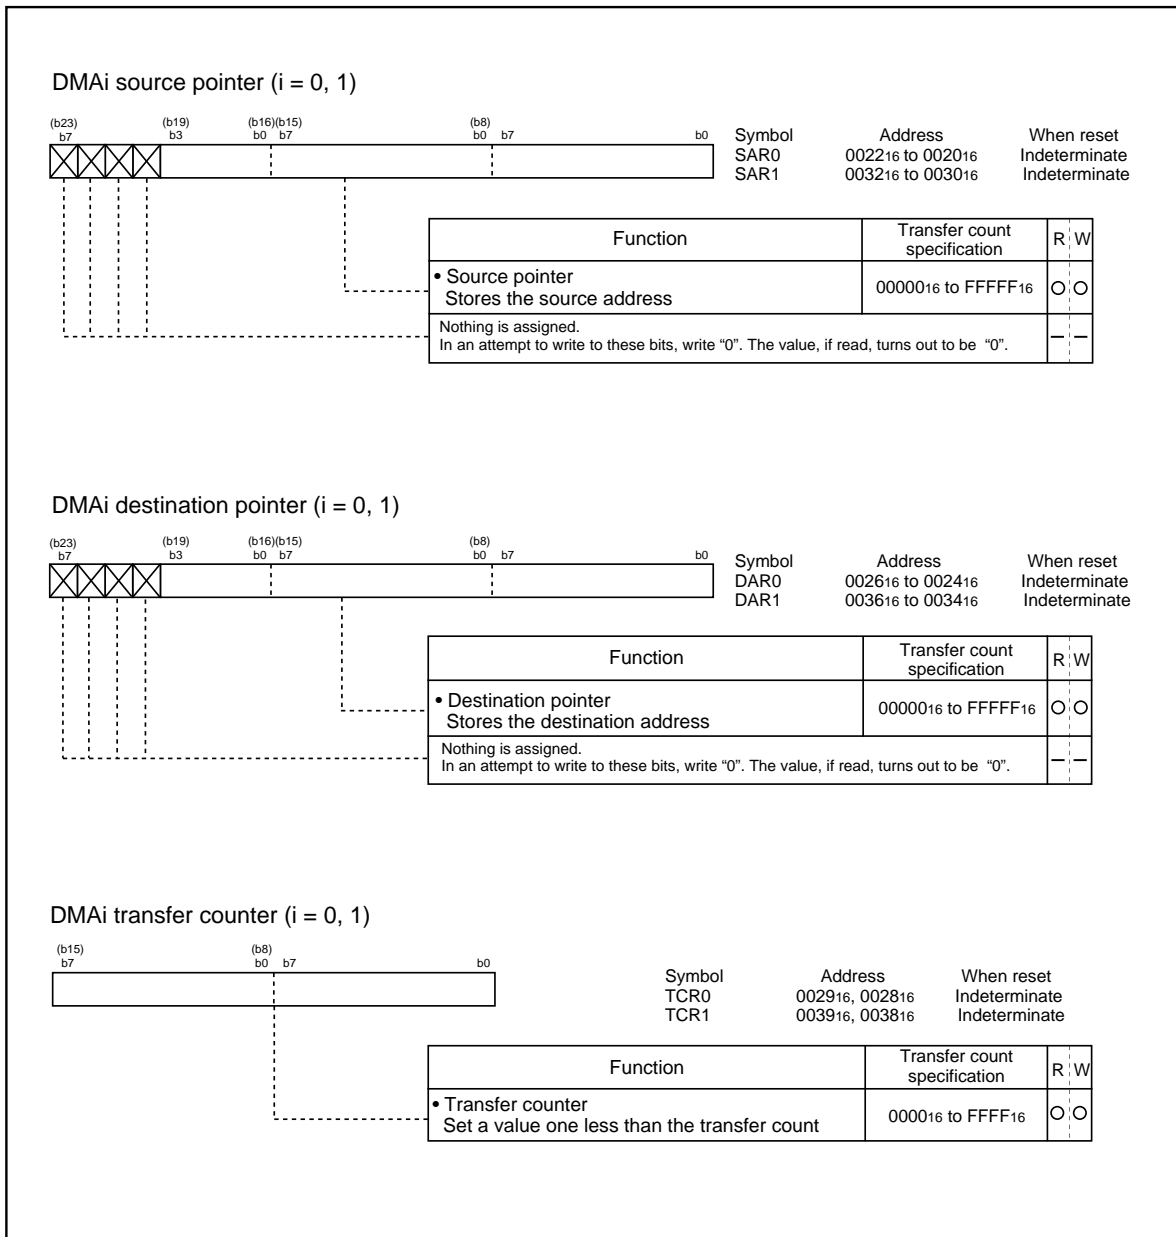 DMAi source pointer (i = 0, 1)
(b23) (b19) (b16)(b15) (b8)
b7 b3 b0 b7 b0 b7 b0
Symbol Address When reset
SAR0 002216 to 002016 Indeterminate
SAR1 003216 to 003016 Indeterminate
Function Transfer count specification R W
• Source pointer
Stores the source address
0000016 to FFFFF16
Nothing is assigned.
In an attempt to write to these bits, write “0”. The value, if read, turns out to be “0”.
DMAi destination pointer (i = 0, 1)
(b23) (b19) (b16)(b15) (b8)
b7 b3 b0 b7 b0 b7 b0
Symbol Address When reset
DAR0 002616 to 002416 Indeterminate
DAR1 003616 to 003416 Indeterminate
Function Transfer count specification R W
• Destination pointer
Stores the destination address
0000016 to FFFFF16
Nothing is assigned.
In an attempt to write to these bits, write “0”. The value, if read, turns out to be “0”.
DMAi transfer counter (i = 0, 1)
(b15) (b8)
b7 b0 b7 b0
Symbol Address When reset
TCR0 002916, 002816 Indeterminate
TCR1 003916, 003816 Indeterminate
Function Transfer count specification R W
• Transfer counter
Set a value one less than the transfer count
000016 to FFFF16